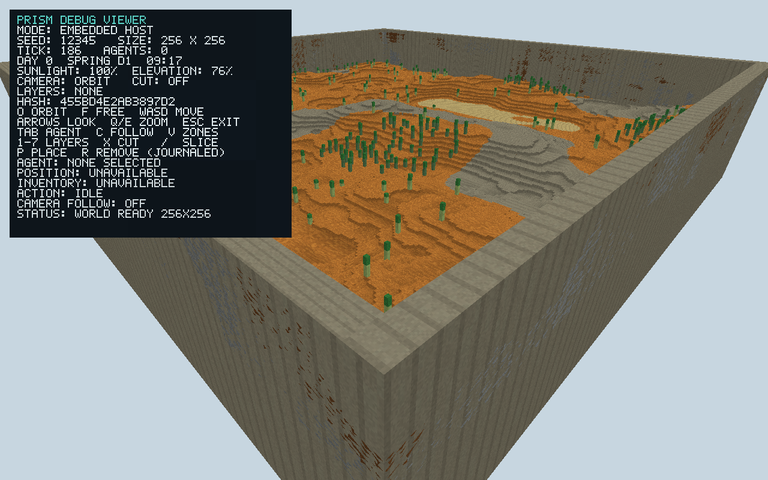 PRISM DEBUG VIEWER
MODE: EMBEDDED HOST
SEED: 12345 SIZE: 256 X 256
TICK: 186 AGENTS: 0
DAY 0 SPRING D1 09:17
SUNLIGHT: 100% ELEVATION: 76%
CAMERA: ORBIT CUT: OFF
LAYERS: NONE
HASH: 455BD4E2AB3897D2
O ORBIT F FREE WASD MOVE
ARROWS LOOK Q/E ZOOM ESC EXIT
TAB AGENT C FOLLOW V ZONES
1-7 LAYERS X CUT / SLICE
P PLACE R REMOVE (JOURNALED)
AGENT: NONE SELECTED
POSITION: UNAVAILABLE
INVENTORY: UNAVAILABLE
ACTION: IDLE
CAMERA FOLLOW: OFF
STATUS: WORLD READY 256X256